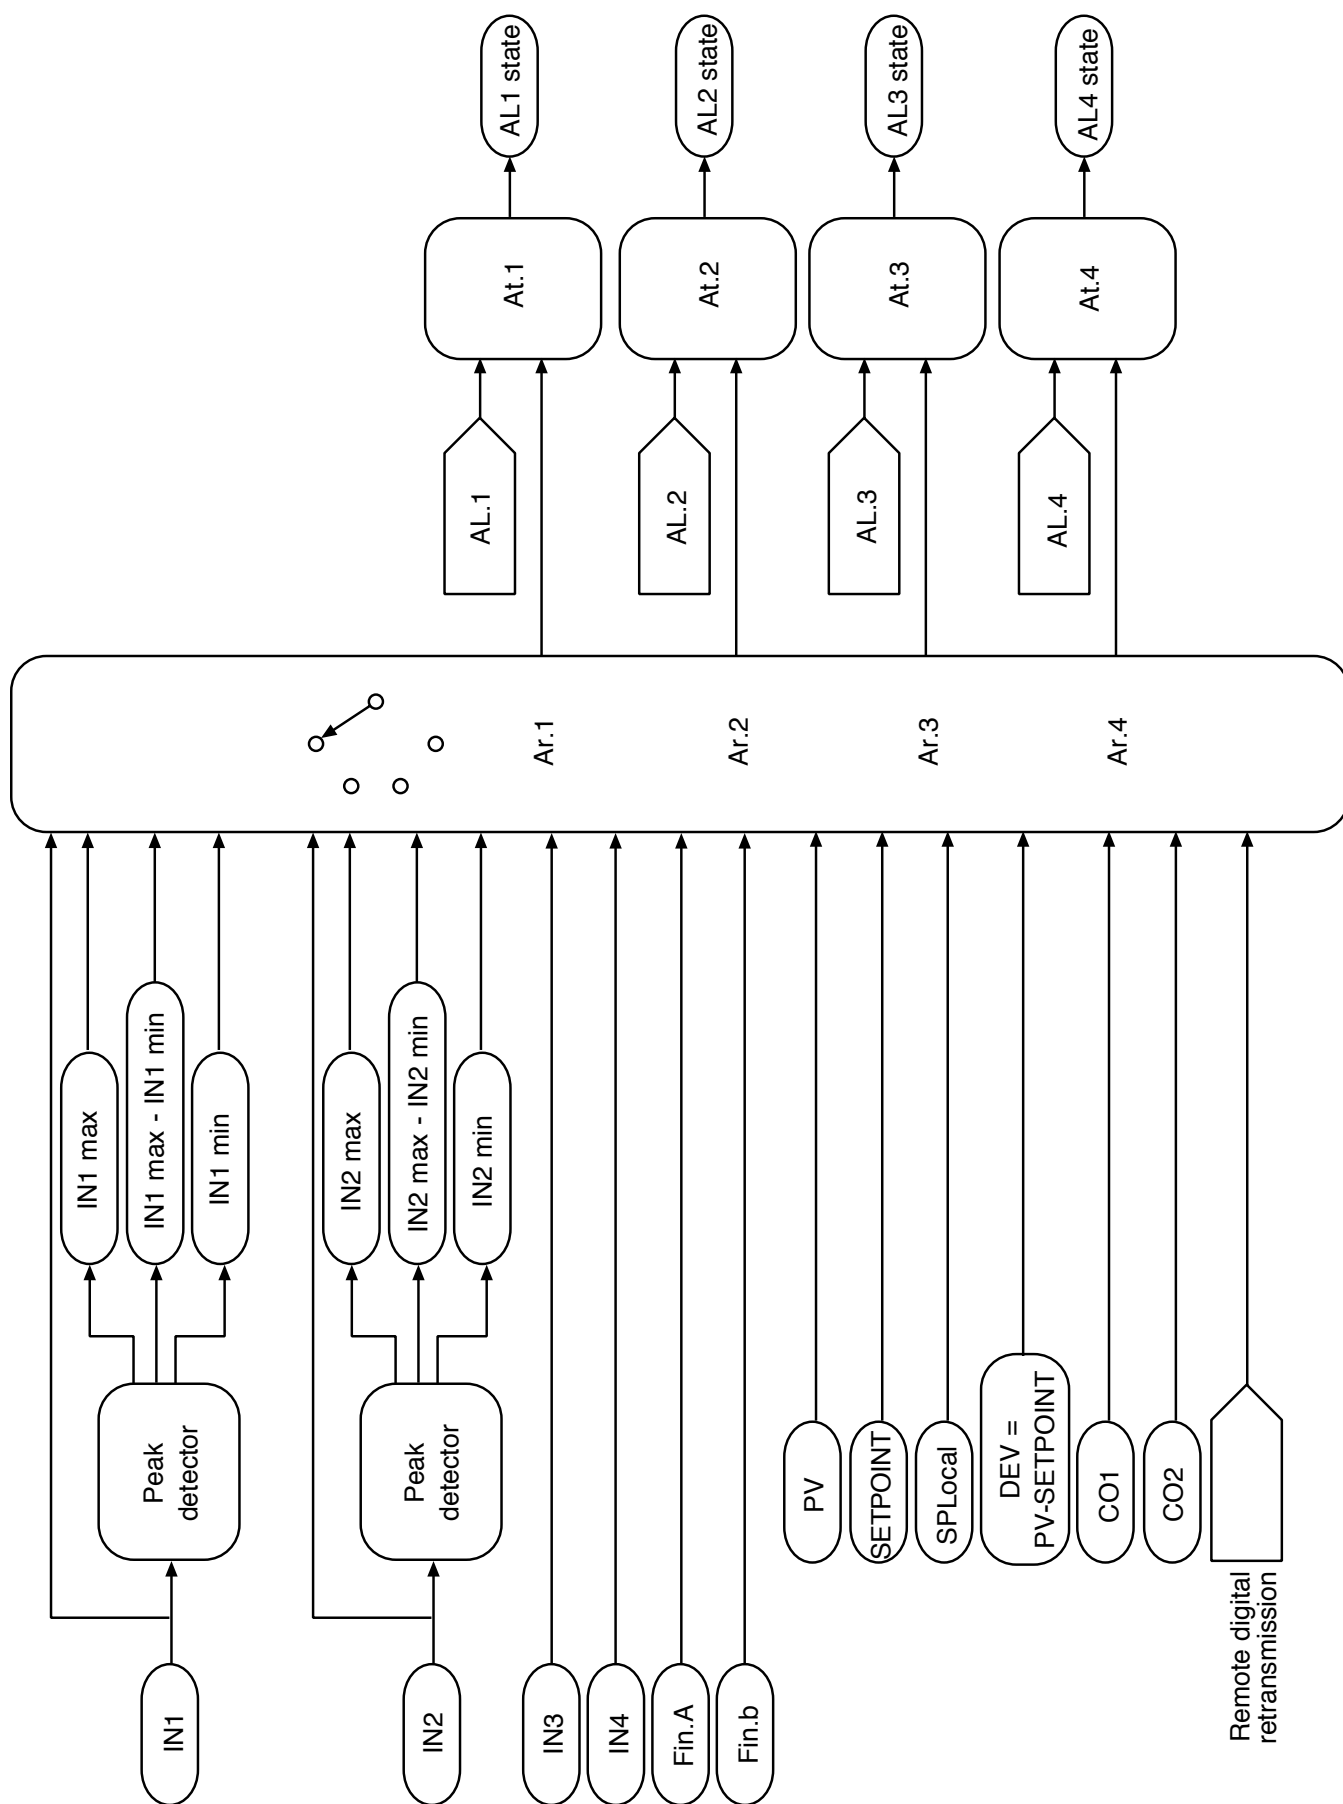 IN1
Peak
detector
IN1 max
IN1 max - IN1 min
IN1 min
IN2
Peak
detector
IN2 max
IN2 max - IN2 min
IN2 min
IN3
IN4
Fin.A
Fin.b
PV
SETPOINT
SPLocal
DEV =
PV-SETPOINT
CO1
CO2
Remote digital
retransmission
Ar.1
Ar.2
Ar.3
Ar.4
AL.1
At.1
AL1 state
AL.2
At.2
AL2 state
AL.3
At.3
AL3 state
AL.4
At.4
AL4 state